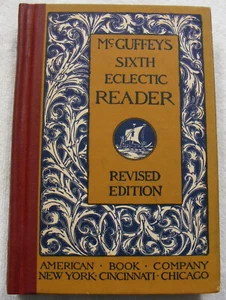 McGUFFEY'S
SIXTH
ECLECTIC
READER
REVISED
EDITION
AMERICAN · BOOK · COMPANY
NEW YORK · CINCINNATI · CHICAGO